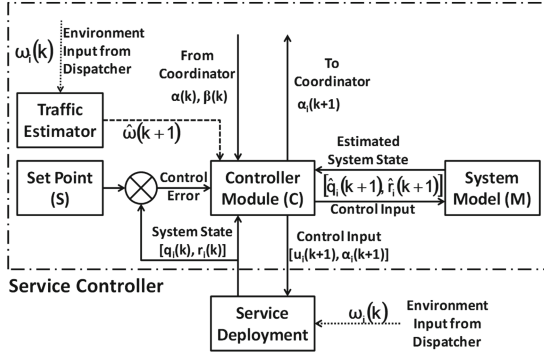 ω_i(k)
Environment
Input from
Dispatcher
From
Coordinator
α(k), β(k)
To
Coordinator
α_i(k+1)
Traffic
Estimator
ω̂(k+1)
Estimated
System State
Set Point
(S)
Control
Error
Controller
Module (C)
[q̂_i(k+1), r̂_i(k+1)]
Control Input
System
Model (M)
System State
[q_i(k), r_i(k)]
Control Input
[u_i(k+1), α_i(k+1)]
Service Controller
Service
Deployment
ω_i(k)
Environment
Input from
Dispatcher